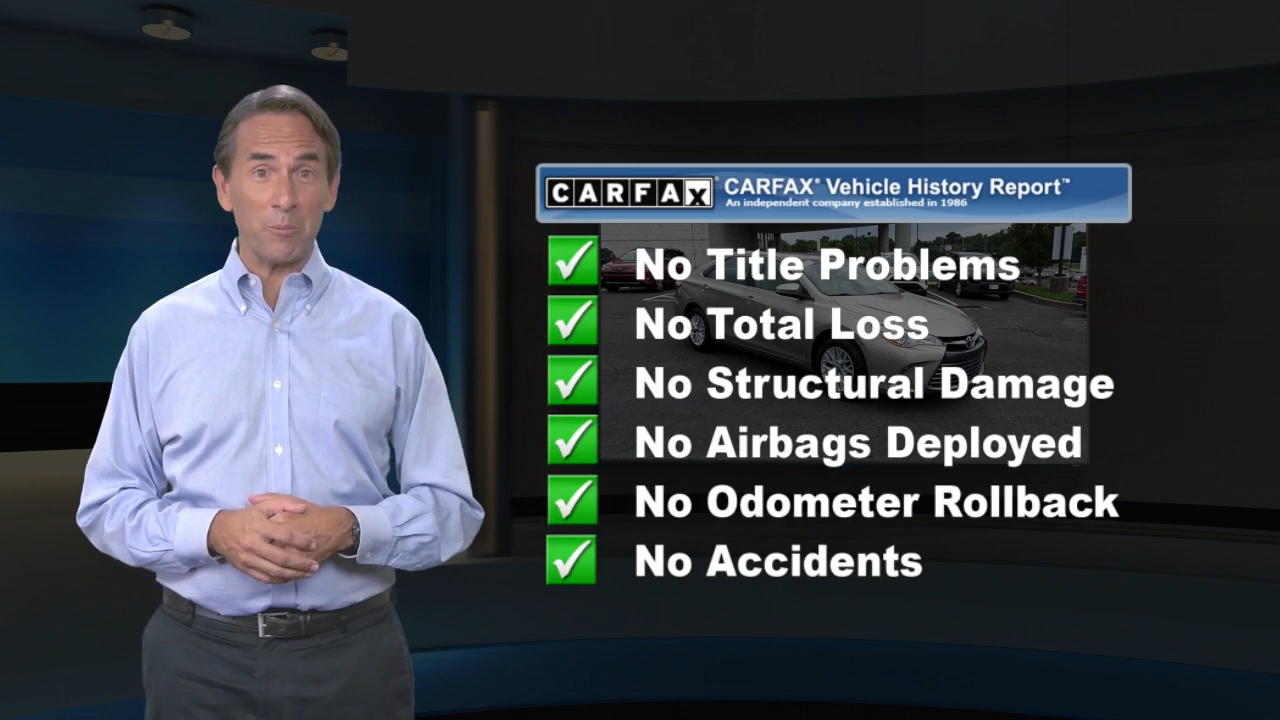 CARFAX® CARFAX® Vehicle History Report™
An independent company established in 1986
No Title Problems
No Total Loss
No Structural Damage
No Airbags Deployed
No Odometer Rollback
No Accidents